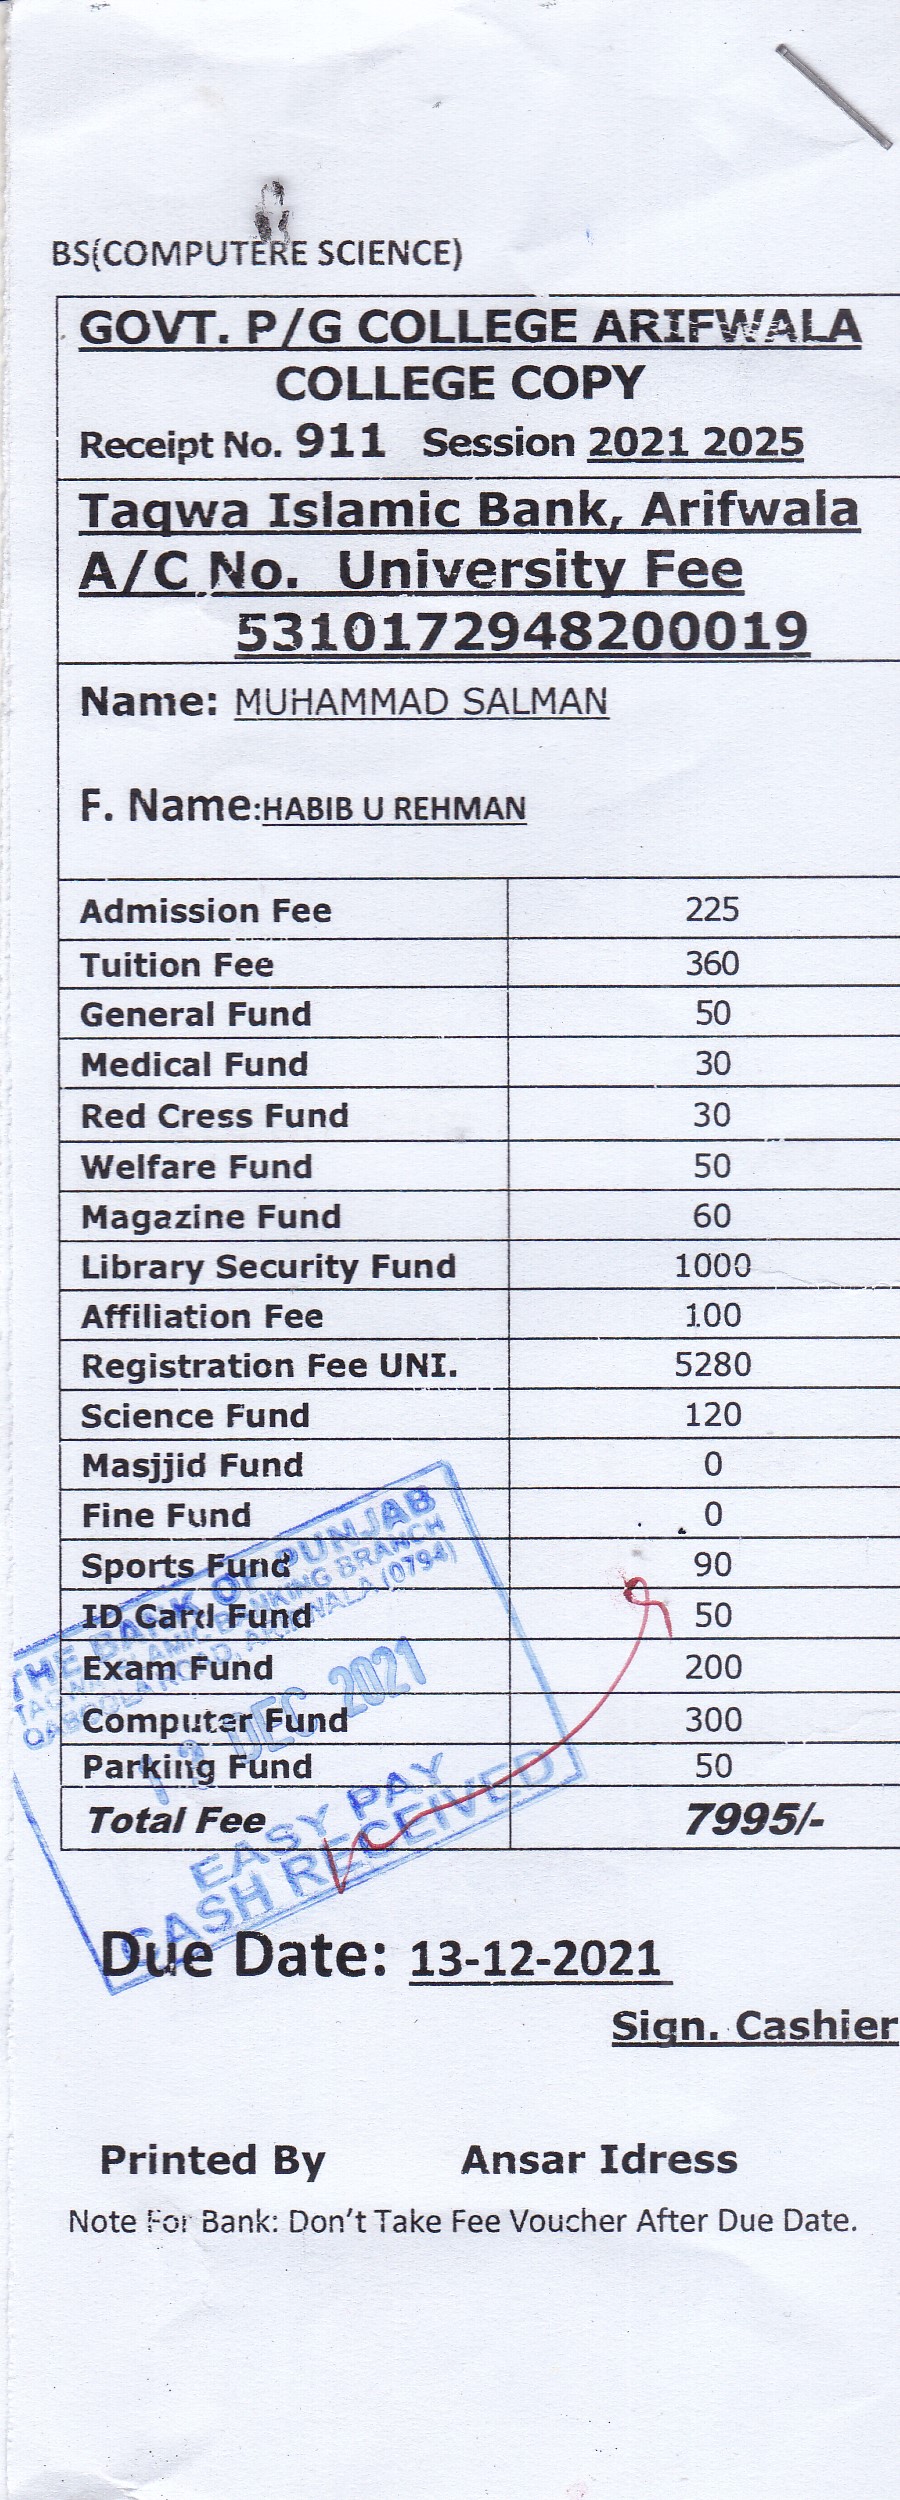 BS(COMPUTERE SCIENCE)
GOVT. P/G COLLEGE ARIFWALA
COLLEGE COPY
Receipt No. 911 Session 2021 2025
Taqwa Islamic Bank, Arifwala
A/C No. University Fee
5310172948200019
Name: MUHAMMAD SALMAN
F. Name:HABIB U REHMAN
Admission Fee 225
Tuition Fee 360
General Fund 50
Medical Fund 30
Red Cress Fund 30
Welfare Fund 50
Magazine Fund 60
Library Security Fund 1000
Affiliation Fee 100
Registration Fee UNI. 5280
Science Fund 120
Masjjid Fund 0
Fine Fund 0
Sports Fund 90
ID Card Fund 50
Exam Fund 200
Computer Fund 300
Parking Fund 50
Total Fee 7995/-
THE BANK OF PUNJAB
TAQWA ISLAMIC BANKING BRANCH
QABOOLA ROAD, ARIFWALA (0794)
13 DEC 2021
EASY PAY
CASH RECEIVED
Due Date: 13-12-2021
Sign. Cashier
Printed By Ansar Idress
Note For Bank: Don't Take Fee Voucher After Due Date.